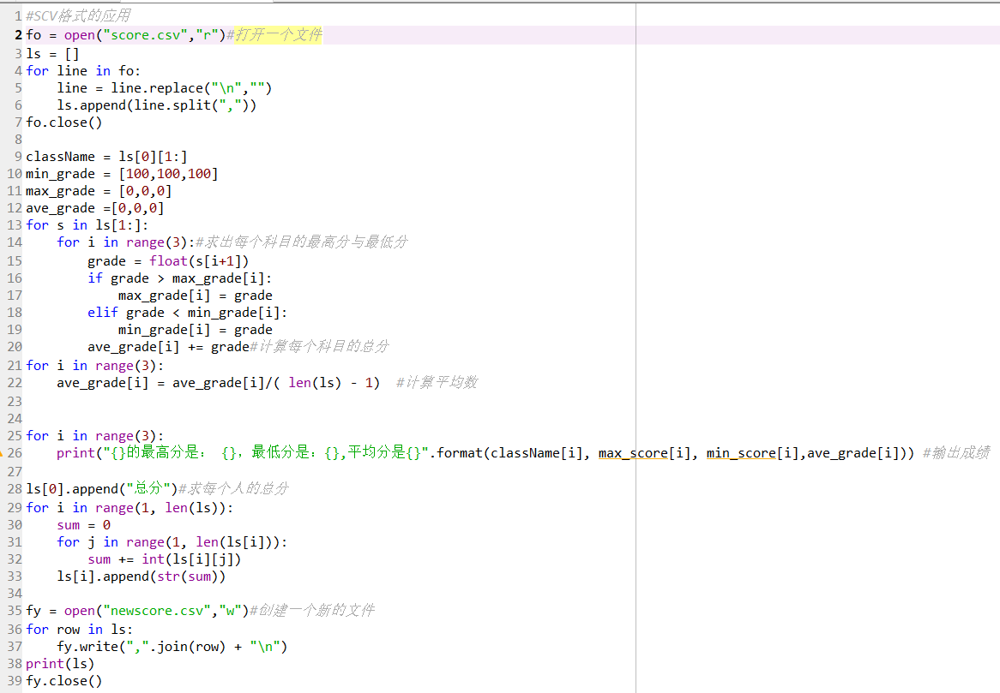 1 #SCV格式的应用
2 fo = open("score.csv","r")#打开一个文件
3 ls = []
4 for line in fo:
5     line = line.replace("\n","")
6     ls.append(line.split(","))
7 fo.close()
8
9 className = ls[0][1:]
10 min_grade = [100,100,100]
11 max_grade = [0,0,0]
12 ave_grade =[0,0,0]
13 for s in ls[1:]:
14     for i in range(3):#求出每个科目的最高分与最低分
15         grade = float(s[i+1])
16         if grade > max_grade[i]:
17             max_grade[i] = grade
18         elif grade < min_grade[i]:
19             min_grade[i] = grade
20         ave_grade[i] += grade#计算每个科目的总分
21 for i in range(3):
22     ave_grade[i] = ave_grade[i]/( len(ls) - 1)  #计算平均数
23
24
25 for i in range(3):
26     print("{}的最高分是： {}，最低分是：{},平均分是{}".format(className[i], max_score[i], min_score[i],ave_grade[i])) #输出成绩
27
28 ls[0].append("总分")#求每个人的总分
29 for i in range(1, len(ls)):
30     sum = 0
31     for j in range(1, len(ls[i])):
32         sum += int(ls[i][j])
33     ls[i].append(str(sum))
34
35 fy = open("newscore.csv","w")#创建一个新的文件
36 for row in ls:
37     fy.write(",".join(row) + "\n")
38 print(ls)
39 fy.close()